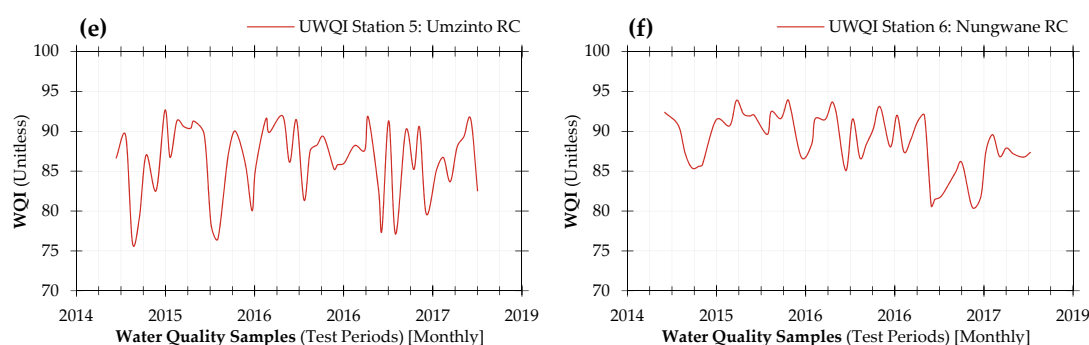 (e)
UWQI Station 5: Umzinto RC
100
95
90
85
80
75
70
WQI (Unitless)
2014 2015 2016 2016 2017 2019
Water Quality Samples (Test Periods) [Monthly]
(f)
UWQI Station 6: Nungwane RC
100
95
90
85
80
75
70
WQI (Unitless)
2014 2015 2016 2016 2017 2019
Water Quality Samples (Test Periods) [Monthly]